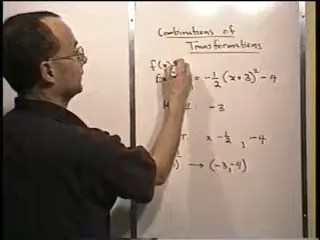 Combinations of
Transformations
f(x)
f = -1/2 (x+3)² - 4
H : -3
x -1/2 , -4
→ (-3, -4)